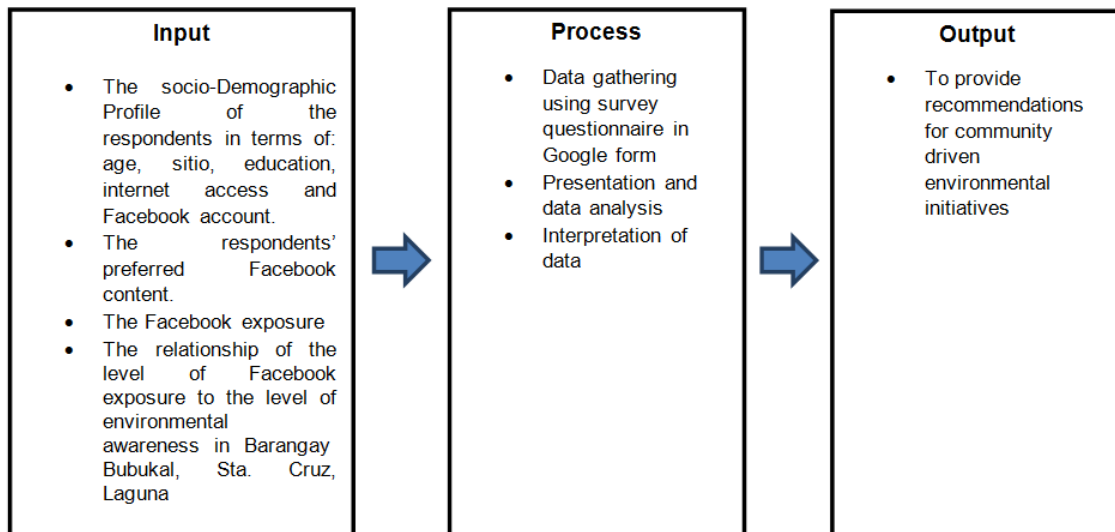 Input
• The socio-Demographic
Profile of the
respondents in terms of:
age, sitio, education,
internet access and
Facebook account.
• The respondents’
preferred Facebook
content.
• The Facebook exposure
• The relationship of the
level of Facebook
exposure to the level of
environmental
awareness in Barangay
Bubukal, Sta. Cruz,
Laguna
Process
• Data gathering
using survey
questionnaire in
Google form
• Presentation and
data analysis
• Interpretation of
data
Output
• To provide
recommendations
for community
driven
environmental
initiatives